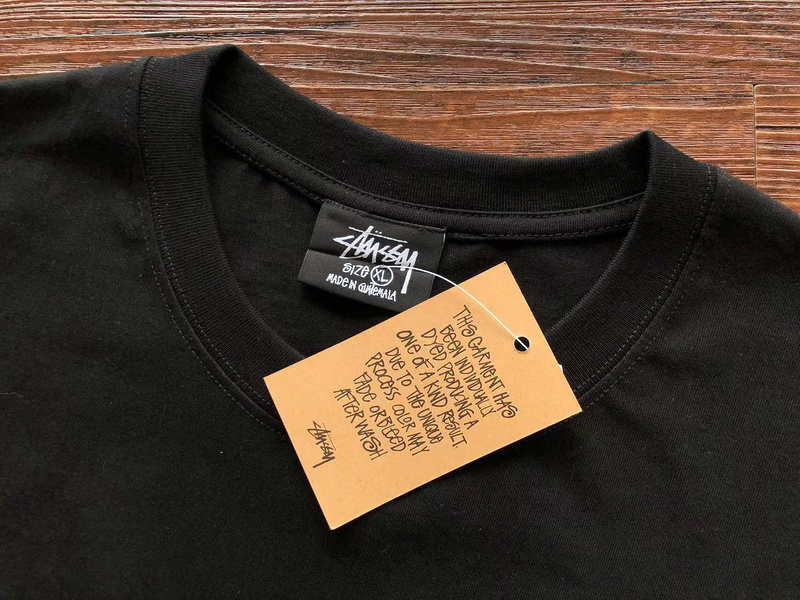 STÜSSY
SIZE XL
MADE IN GUATEMALA
THIS GARMENT HAS
BEEN INDIVIDUALLY
DYED PRODUCING A
ONE OF A KIND RESULT.
DUE TO THE UNIQUE
PROCESS, COLOR MAY
FADE OR BLEED
AFTER WASH
STÜSSY